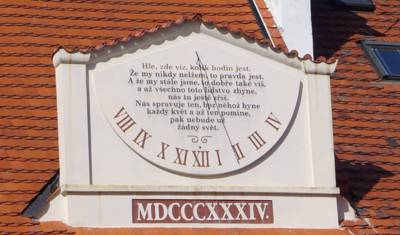 Hle, zde viz, kolik hodin jest.
Že my nikdy nelžem, to pravda jest,
A že my stále jsme, to dobře také víš,
a až všechno toto lidstvo zhyne,
nás tu ještě zříš.
Nás spravuje ten, bez něhož hyne
každý květ a až ten pomine,
pak nebude už
žádný svět.
VIII IX X XI XII I II III IV
MDCCCXXXIV.